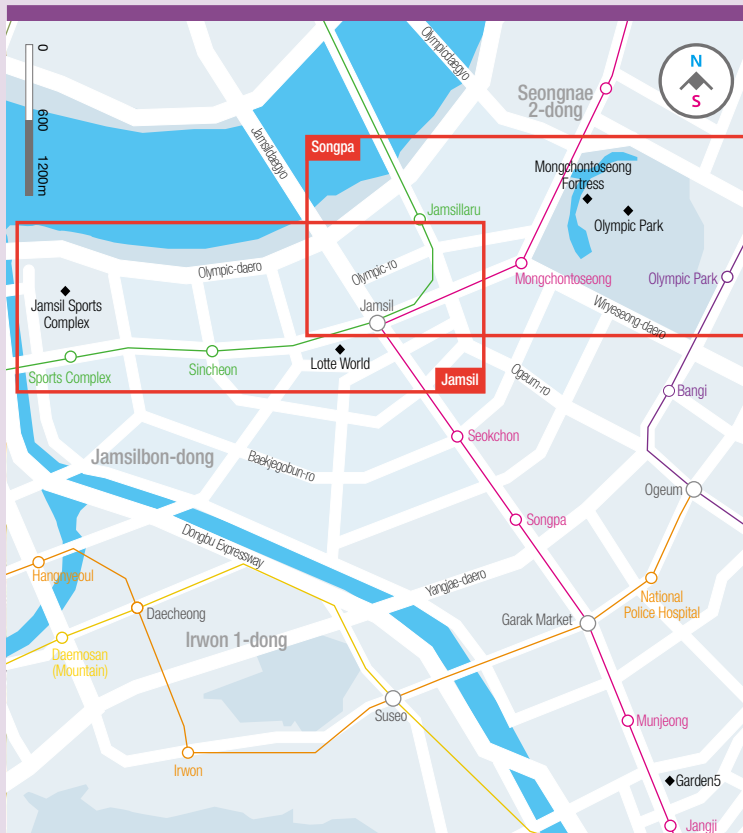 0
600
1200m
Olympicdaegyo
Seongnae
2-dong
N
S
Jamsildaegyo
Songpa
Mongchontoseong
Fortress
Olympic Park
Jamsillaru
Olympic-daero
Olympic-ro
Mongchontoseong
Olympic Park
Jamsil Sports
Complex
Jamsil
Wiryeseong-daero
Sports Complex
Sincheon
Lotte World
Jamsil
Ogeum-ro
Bangi
Seokchon
Jamsilbon-dong
Baekjegobun-ro
Ogeum
Songpa
Dongbu Expressway
Hangnyeoul
Yangjae-daero
National
Police Hospital
Daecheong
Garak Market
Daemosan
(Mountain)
Irwon 1-dong
Suseo
Munjeong
Irwon
Garden5
Jangji